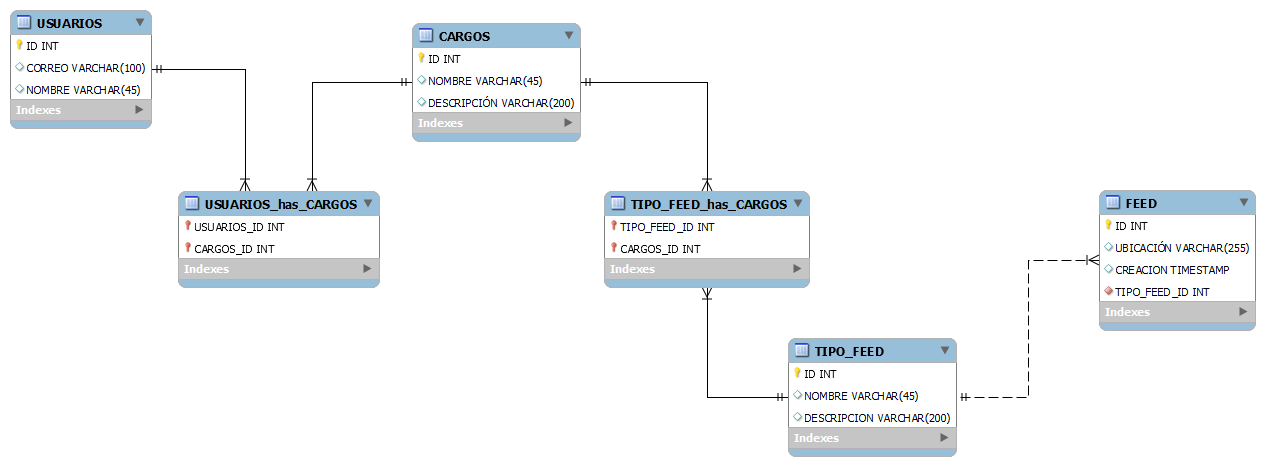 USUARIOS
ID INT
CORREO VARCHAR(100)
NOMBRE VARCHAR(45)
Indexes
CARGOS
ID INT
NOMBRE VARCHAR(45)
DESCRIPCIÓN VARCHAR(200)
Indexes
USUARIOS_has_CARGOS
USUARIOS_ID INT
CARGOS_ID INT
Indexes
TIPO_FEED_has_CARGOS
TIPO_FEED_ID INT
CARGOS_ID INT
Indexes
FEED
ID INT
UBICACIÓN VARCHAR(255)
CREACION TIMESTAMP
TIPO_FEED_ID INT
Indexes
TIPO_FEED
ID INT
NOMBRE VARCHAR(45)
DESCRIPCION VARCHAR(200)
Indexes